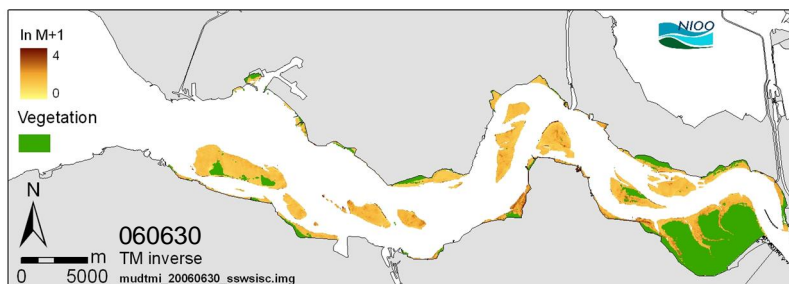 ln M+1
4
0
Vegetation
N
m
0 5000
060630
TM inverse
mudtmi_20060630_sswsisc.img
NIOO